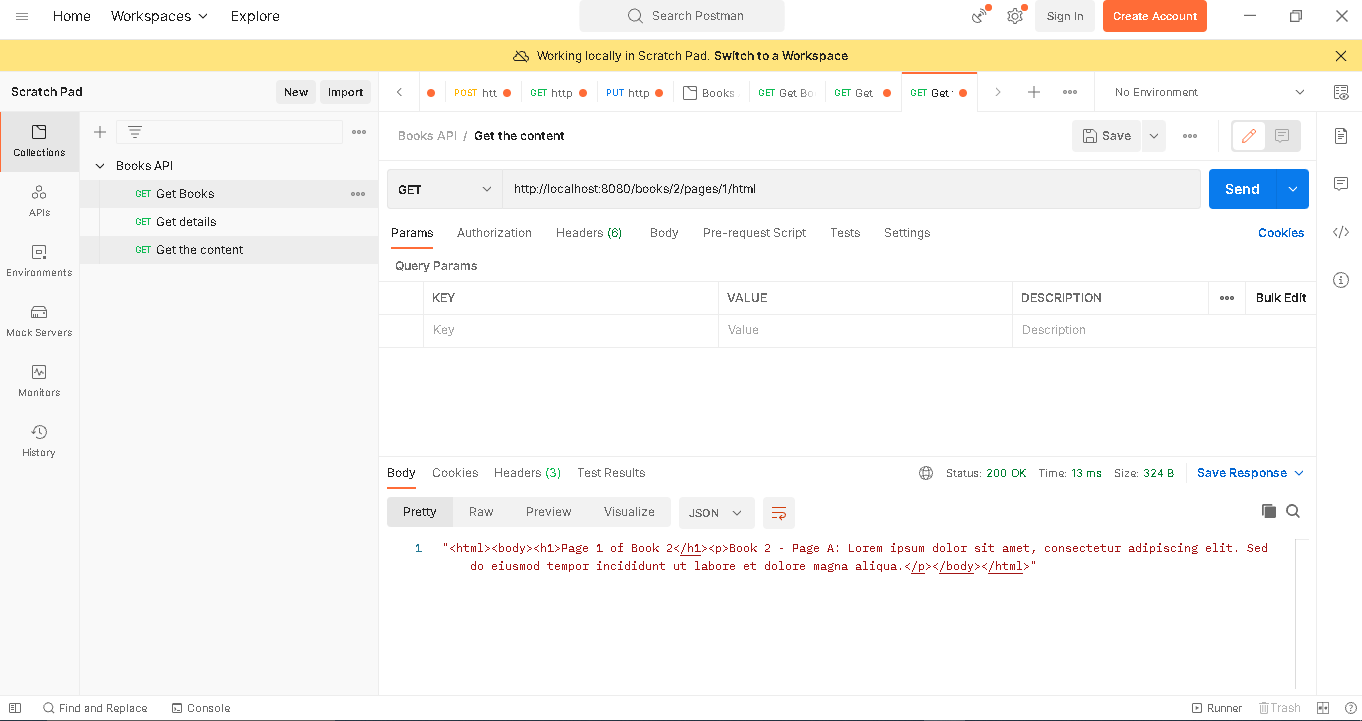 Home Workspaces Explore Search Postman Sign In Create Account
Working locally in Scratch Pad. Switch to a Workspace
Scratch Pad New Import
POST htt GET http PUT http Books GET Get Bo GET Get GET Get No Environment
Collections
APIs
Environments
Mock Servers
Monitors
History
Books API
GET Get Books
GET Get details
GET Get the content
Books API / Get the content Save
GET http://localhost:8080/books/2/pages/1/html Send
Params Authorization Headers (6) Body Pre-request Script Tests Settings Cookies
Query Params
KEY VALUE DESCRIPTION Bulk Edit
Key Value Description
Body Cookies Headers (3) Test Results Status: 200 OK Time: 13 ms Size: 324 B Save Response
Pretty Raw Preview Visualize JSON
1 "<html><body><h1>Page 1 of Book 2</h1><p>Book 2 - Page A: Lorem ipsum dolor sit amet, consectetur adipiscing elit. Sed
do eiusmod tempor incididunt ut labore et dolore magna aliqua.</p></body></html>"
Find and Replace Console Runner Trash